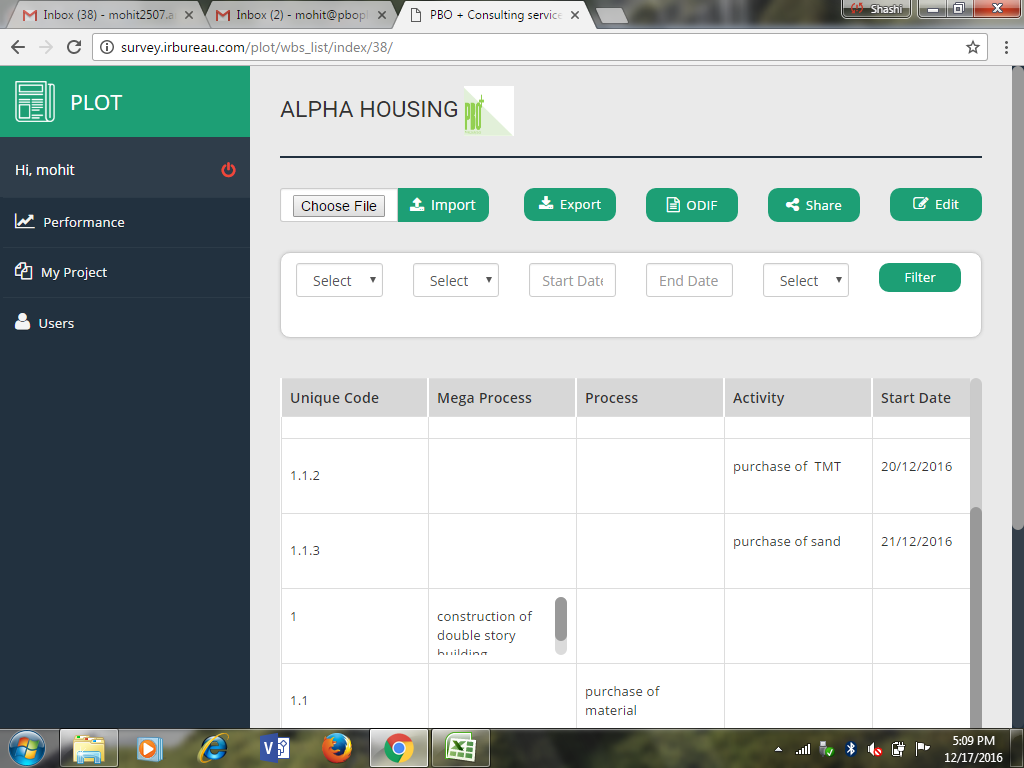 Inbox (38) - mohit2507.a
Inbox (2) - mohit@pbopl
PBO + Consulting service
Shashi
survey.irbureau.com/plot/wbs_list/index/38/
PLOT
ALPHA HOUSING
PBO
Hi, mohit
Performance
My Project
Users
Choose File
Import
Export
ODIF
Share
Edit
Select
Select
Start Date
End Date
Select
Filter
Unique Code
Mega Process
Process
Activity
Start Date
1.1.2
purchase of TMT
20/12/2016
1.1.3
purchase of sand
21/12/2016
1
construction of
double story
building
1.1
purchase of
material
5:09 PM
12/17/2016